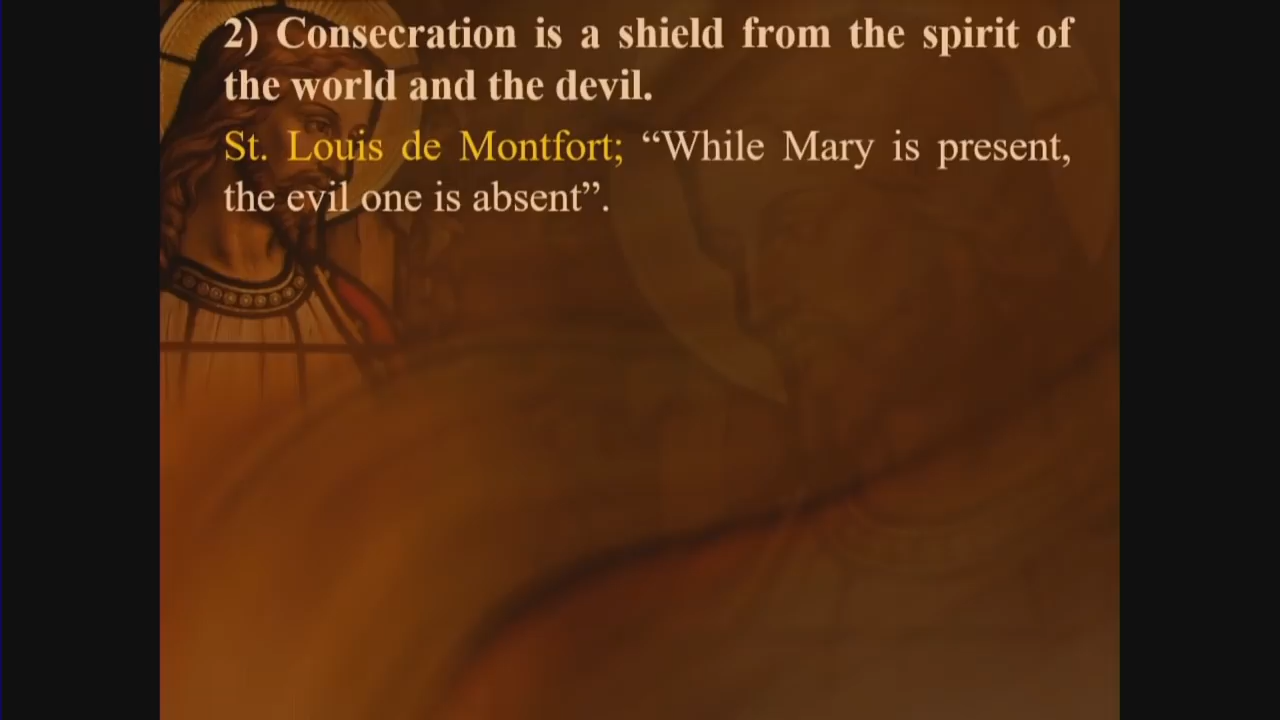 2) Consecration is a shield from the spirit of
the world and the devil.
St. Louis de Montfort; “While Mary is present,
the evil one is absent”.